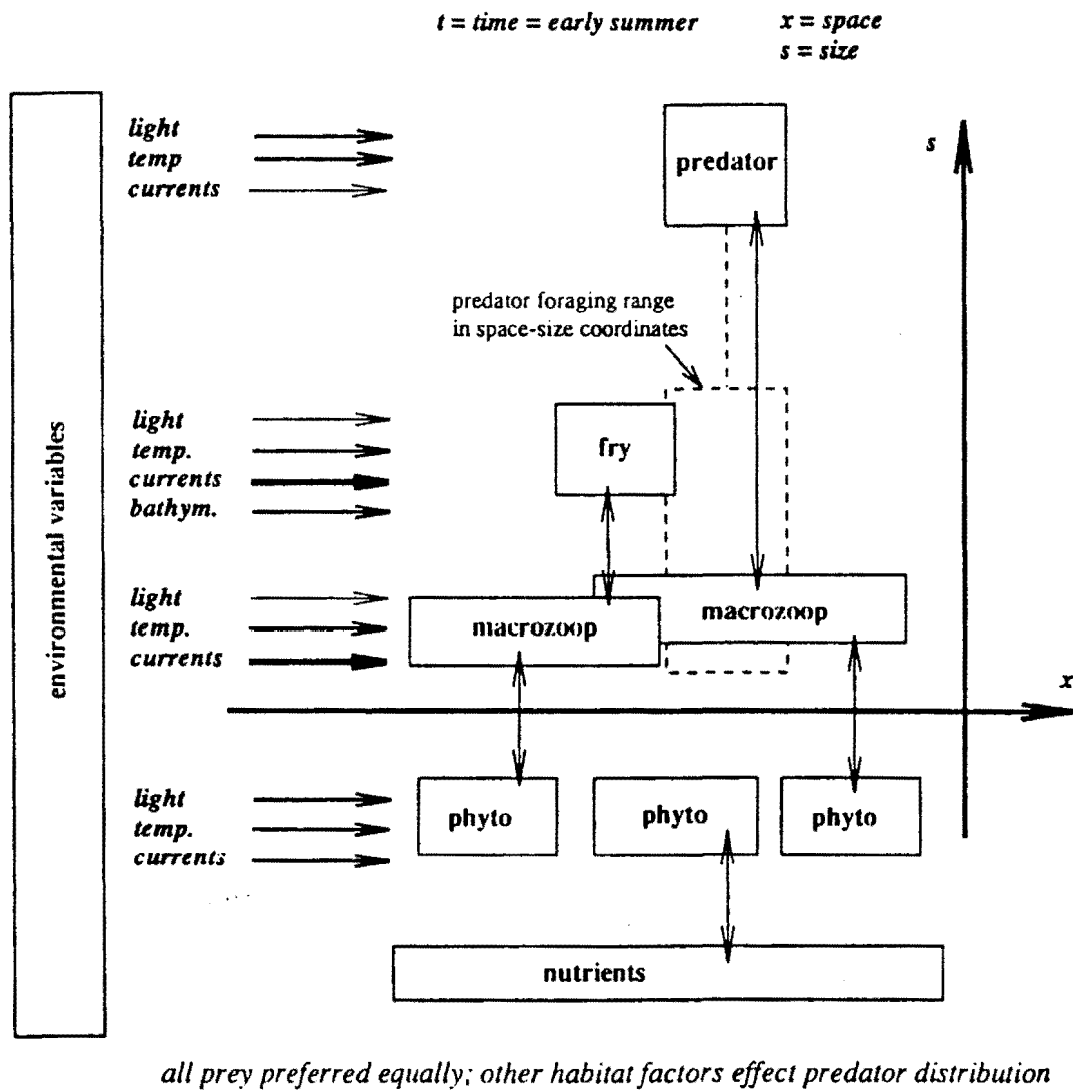 t = time = early summer
x = space
s = size
light
temp
currents
predator
s
predator foraging range
in space-size coordinates
environmental variables
light
temp.
currents
bathym.
fry
light
temp.
currents
macrozoop
macrozoop
x
light
temp.
currents
phyto
phyto
phyto
nutrients
all prey preferred equally; other habitat factors effect predator distribution